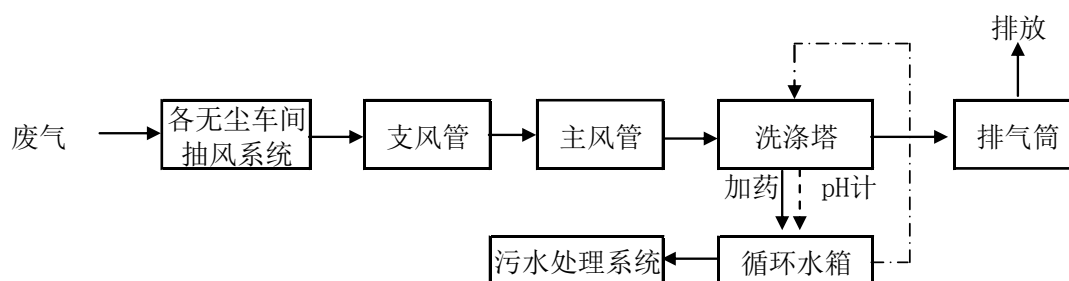 排放
废气
各无尘车间
抽风系统
支风管
主风管
洗涤塔
排气筒
加药
pH计
污水处理系统
循环水箱